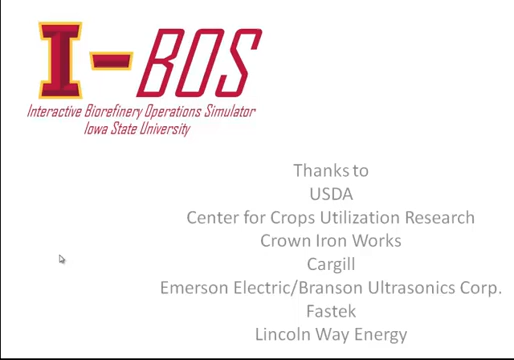 I-BOS
Interactive Biorefinery Operations Simulator
Iowa State University
Thanks to
USDA
Center for Crops Utilization Research
Crown Iron Works
Cargill
Emerson Electric/Branson Ultrasonics Corp.
Fastek
Lincoln Way Energy